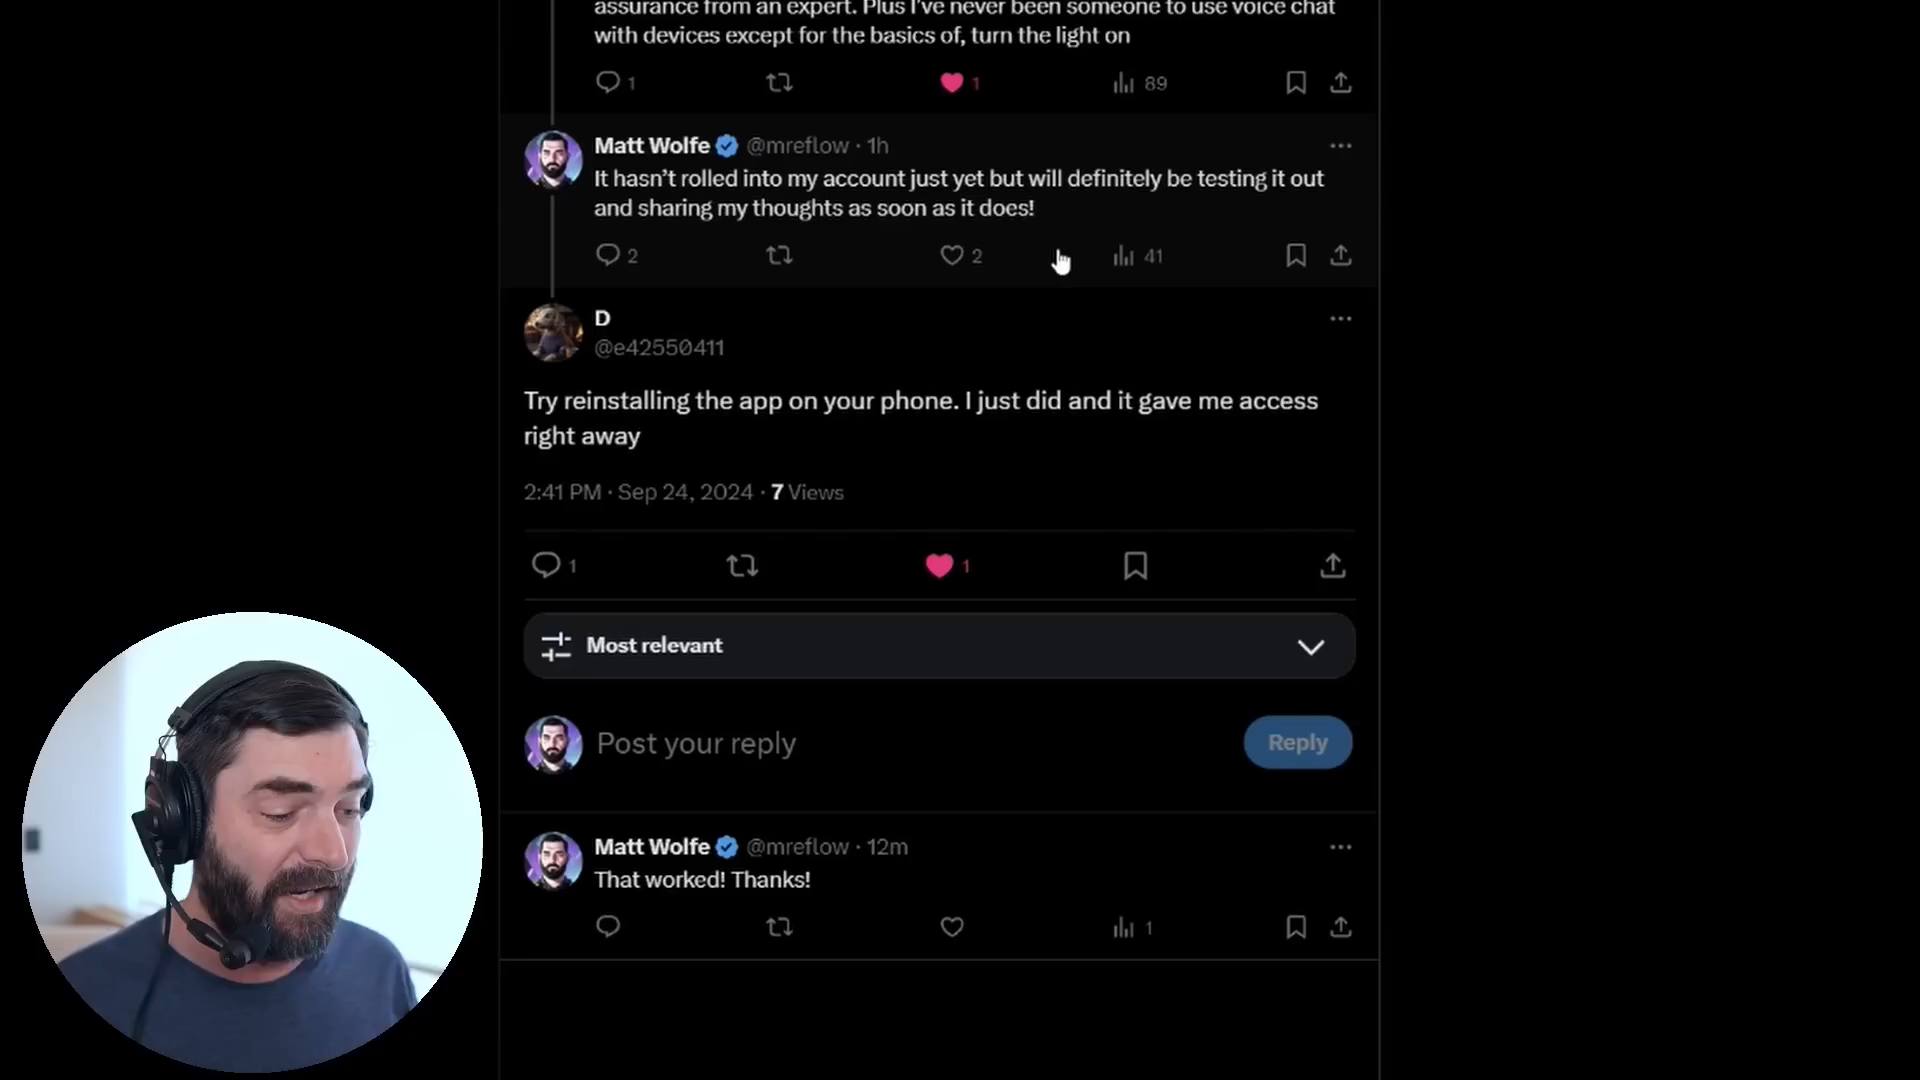 assurance from an expert. Plus I've never been someone to use voice chat
with devices except for the basics of, turn the light on
1 1 89
Matt Wolfe @mreflow · 1h
It hasn't rolled into my account just yet but will definitely be testing it out
and sharing my thoughts as soon as it does!
2 2 41
D
@e42550411
Try reinstalling the app on your phone. I just did and it gave me access
right away
2:41 PM · Sep 24, 2024 · 7 Views
1 1
Most relevant
Post your reply
Reply
Matt Wolfe @mreflow · 12m
That worked! Thanks!
1